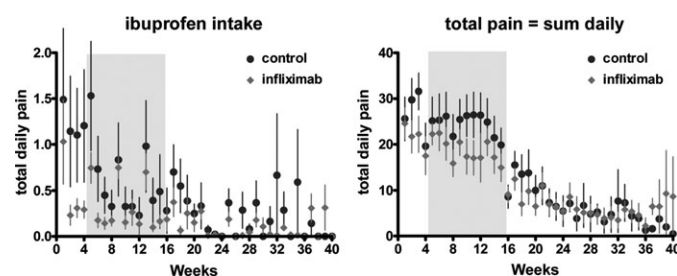 ibuprofen intake
total daily pain
2.0
1.5
1.0
0.5
0.0
control
infliximab
0 4 8 12 16 20 24 28 32 36 40
Weeks
total pain = sum daily
total daily pain
40
30
20
10
0
control
infliximab
0 4 8 12 16 20 24 28 32 36 40
Weeks